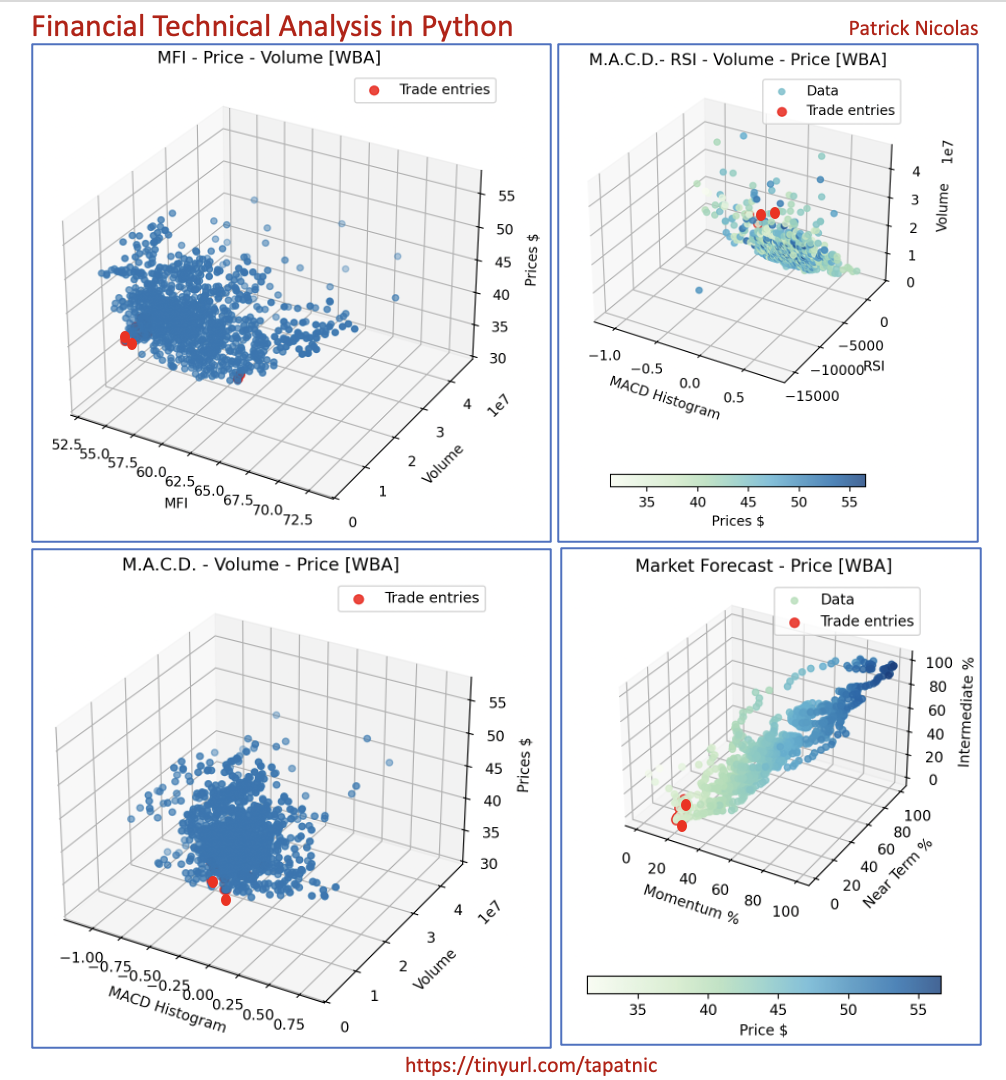 Financial Technical Analysis in Python
Patrick Nicolas
MFI - Price - Volume [WBA]
Trade entries
55
50
45
40
35
30
Prices $
52.5
55.0
57.5
60.0
62.5
65.0
67.5
70.0
72.5
MFI
0
1
2
3
4
1e7
Volume
M.A.C.D.- RSI - Volume - Price [WBA]
Data
Trade entries
1e7
4
3
2
1
0
Volume
−1.0
−0.5
0.0
0.5
MACD Histogram
0
−5000
−10000
−15000
RSI
35 40 45 50 55
Prices $
M.A.C.D. - Volume - Price [WBA]
Trade entries
55
50
45
40
35
30
Prices $
−1.00
−0.75
−0.50
−0.25
0.00
0.25
0.50
0.75
MACD Histogram
0
1
2
3
4
1e7
Volume
Market Forecast - Price [WBA]
Data
Trade entries
100
80
60
40
20
0
Intermediate %
0
20
40
60
80
100
Momentum %
0
20
40
60
80
100
Near Term %
35 40 45 50 55
Price $
https://tinyurl.com/tapatnic